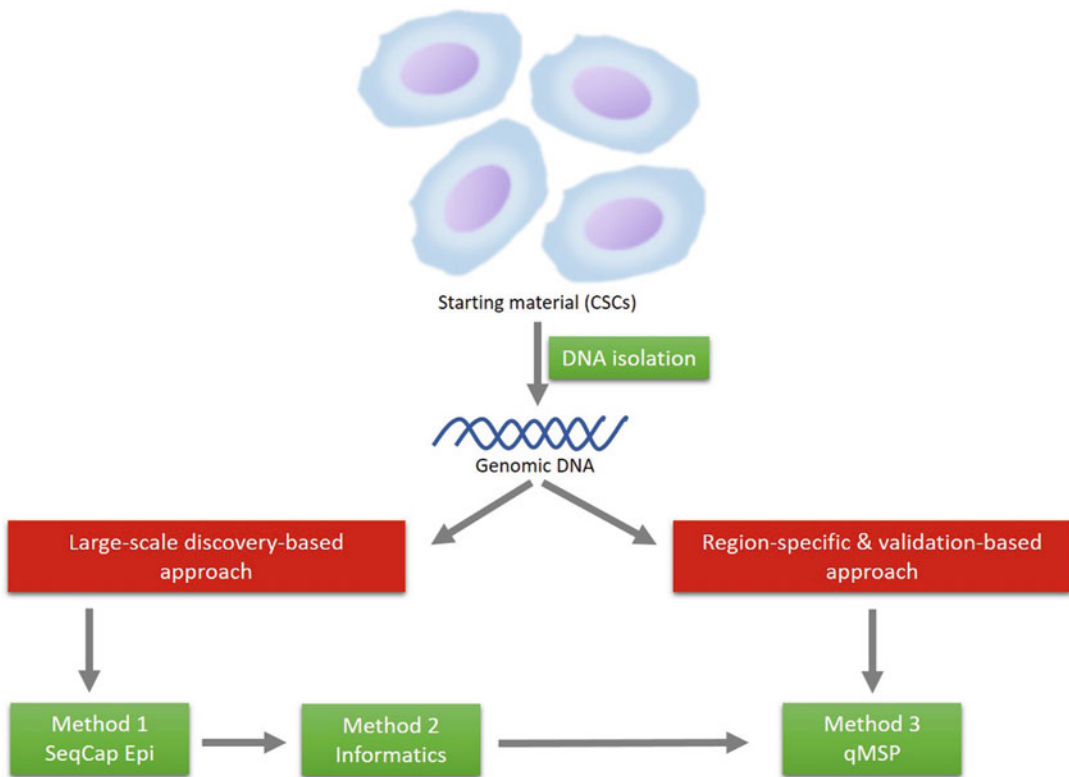 Starting material (CSCs)
DNA isolation
Genomic DNA
Large-scale discovery-based
approach
Region-specific & validation-based
approach
Method 1
SeqCap Epi
Method 2
Informatics
Method 3
qMSP